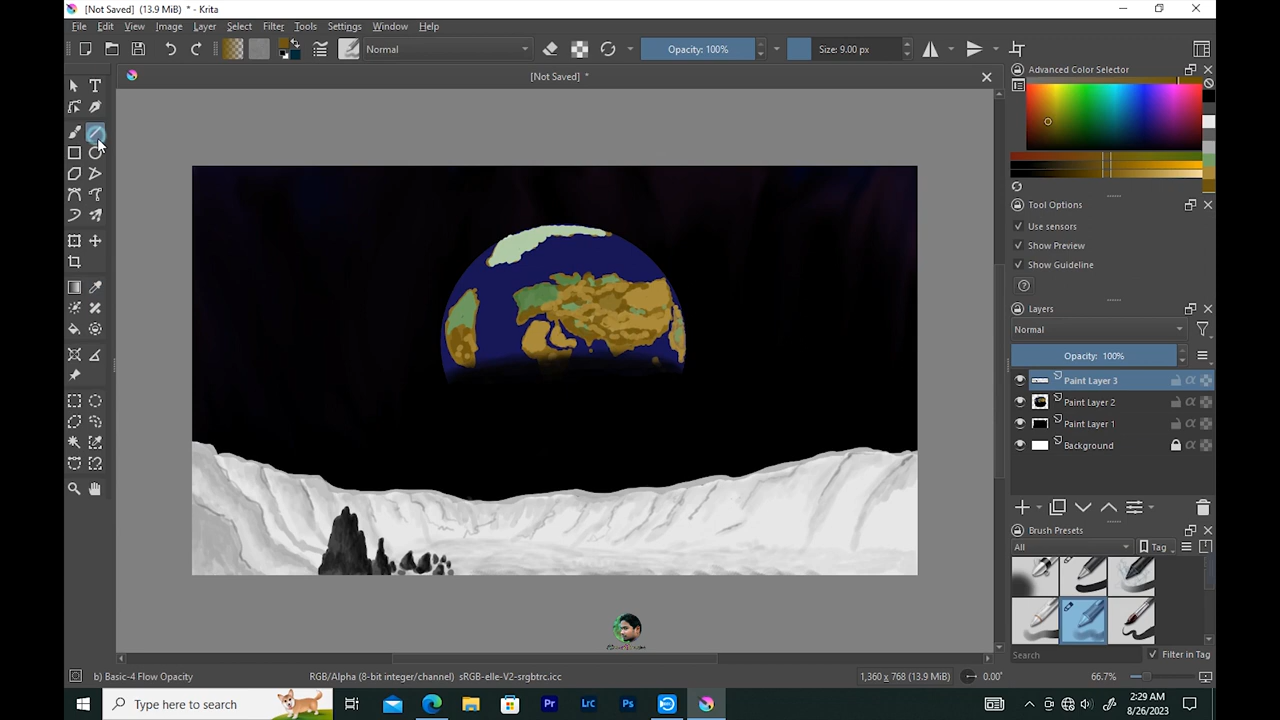 [Not Saved] (13.9 MiB) * - Krita
File Edit View Image Layer Select Filter Tools Settings Window Help
Normal
Opacity: 100%
Size: 9.00 px
[Not Saved] *
Advanced Color Selector
Tool Options
Use sensors
Show Preview
Show Guideline
Layers
Normal
Opacity: 100%
Paint Layer 3
Paint Layer 2
Paint Layer 1
Background
Brush Presets
All
Tag
Search
Filter in Tag
b) Basic-4 Flow Opacity
RGB/Alpha (8-bit integer/channel) sRGB-elle-V2-srgbtrc.icc
1,360 x 768 (13.9 MiB)
0.00°
66.7%
Type here to search
Pr
Lrc
Ps
2:29 AM
8/26/2023